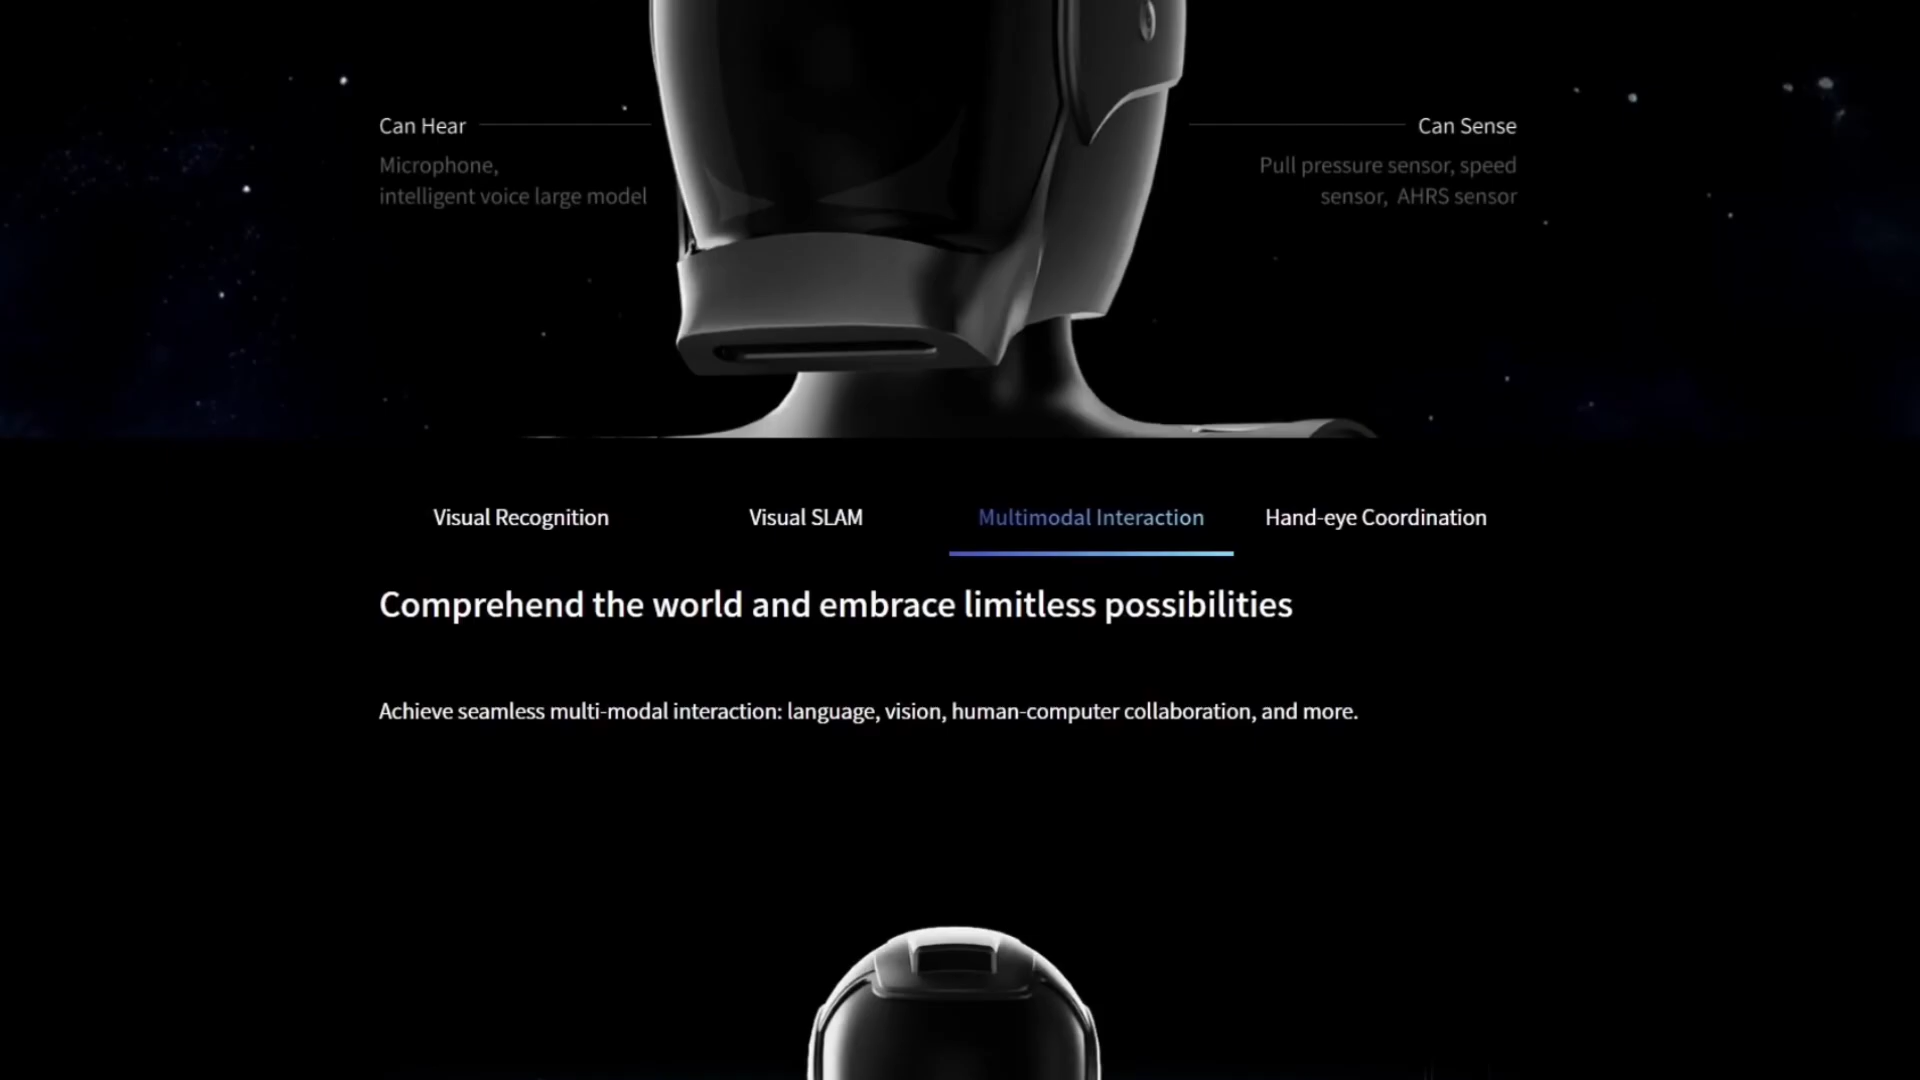 Can Hear
Microphone,
intelligent voice large model
Can Sense
Pull pressure sensor, speed
sensor, AHRS sensor
Visual Recognition
Visual SLAM
Multimodal Interaction
Hand-eye Coordination
Comprehend the world and embrace limitless possibilities
Achieve seamless multi-modal interaction: language, vision, human-computer collaboration, and more.